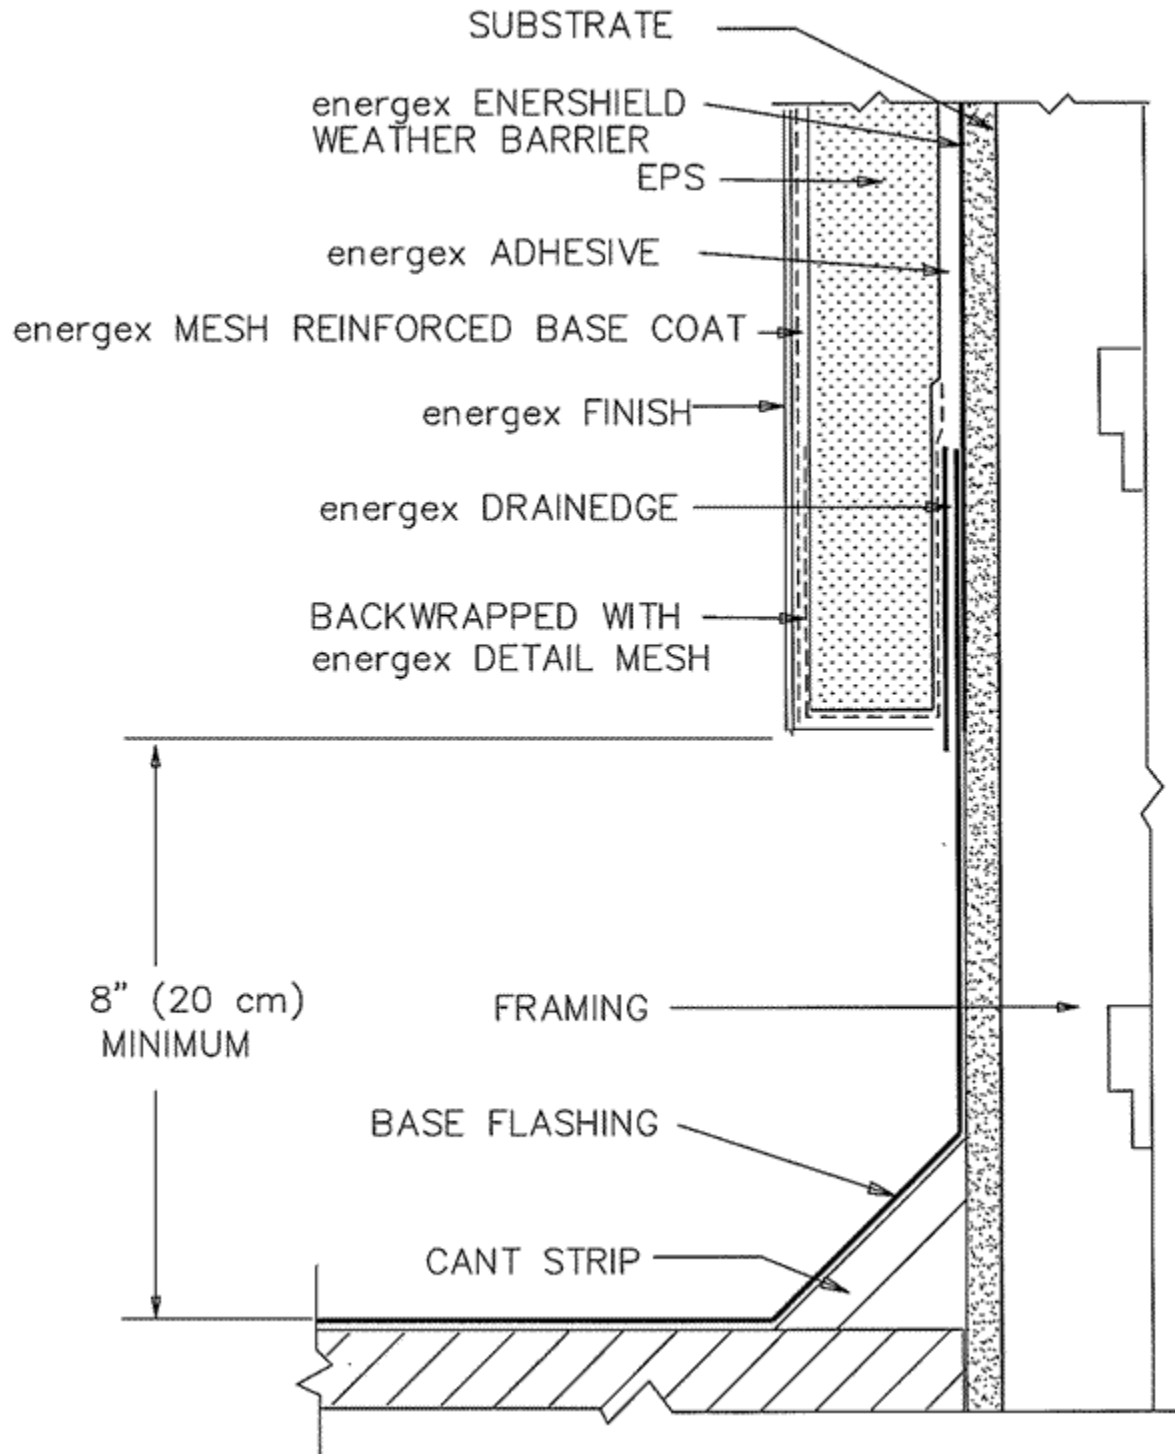 SUBSTRATE
energex ENERSHIELD
WEATHER BARRIER
EPS
energex ADHESIVE
energex MESH REINFORCED BASE COAT
energex FINISH
energex DRAINEDGE
BACKWRAPPED WITH
energex DETAIL MESH
8" (20 cm)
MINIMUM
FRAMING
BASE FLASHING
CANT STRIP